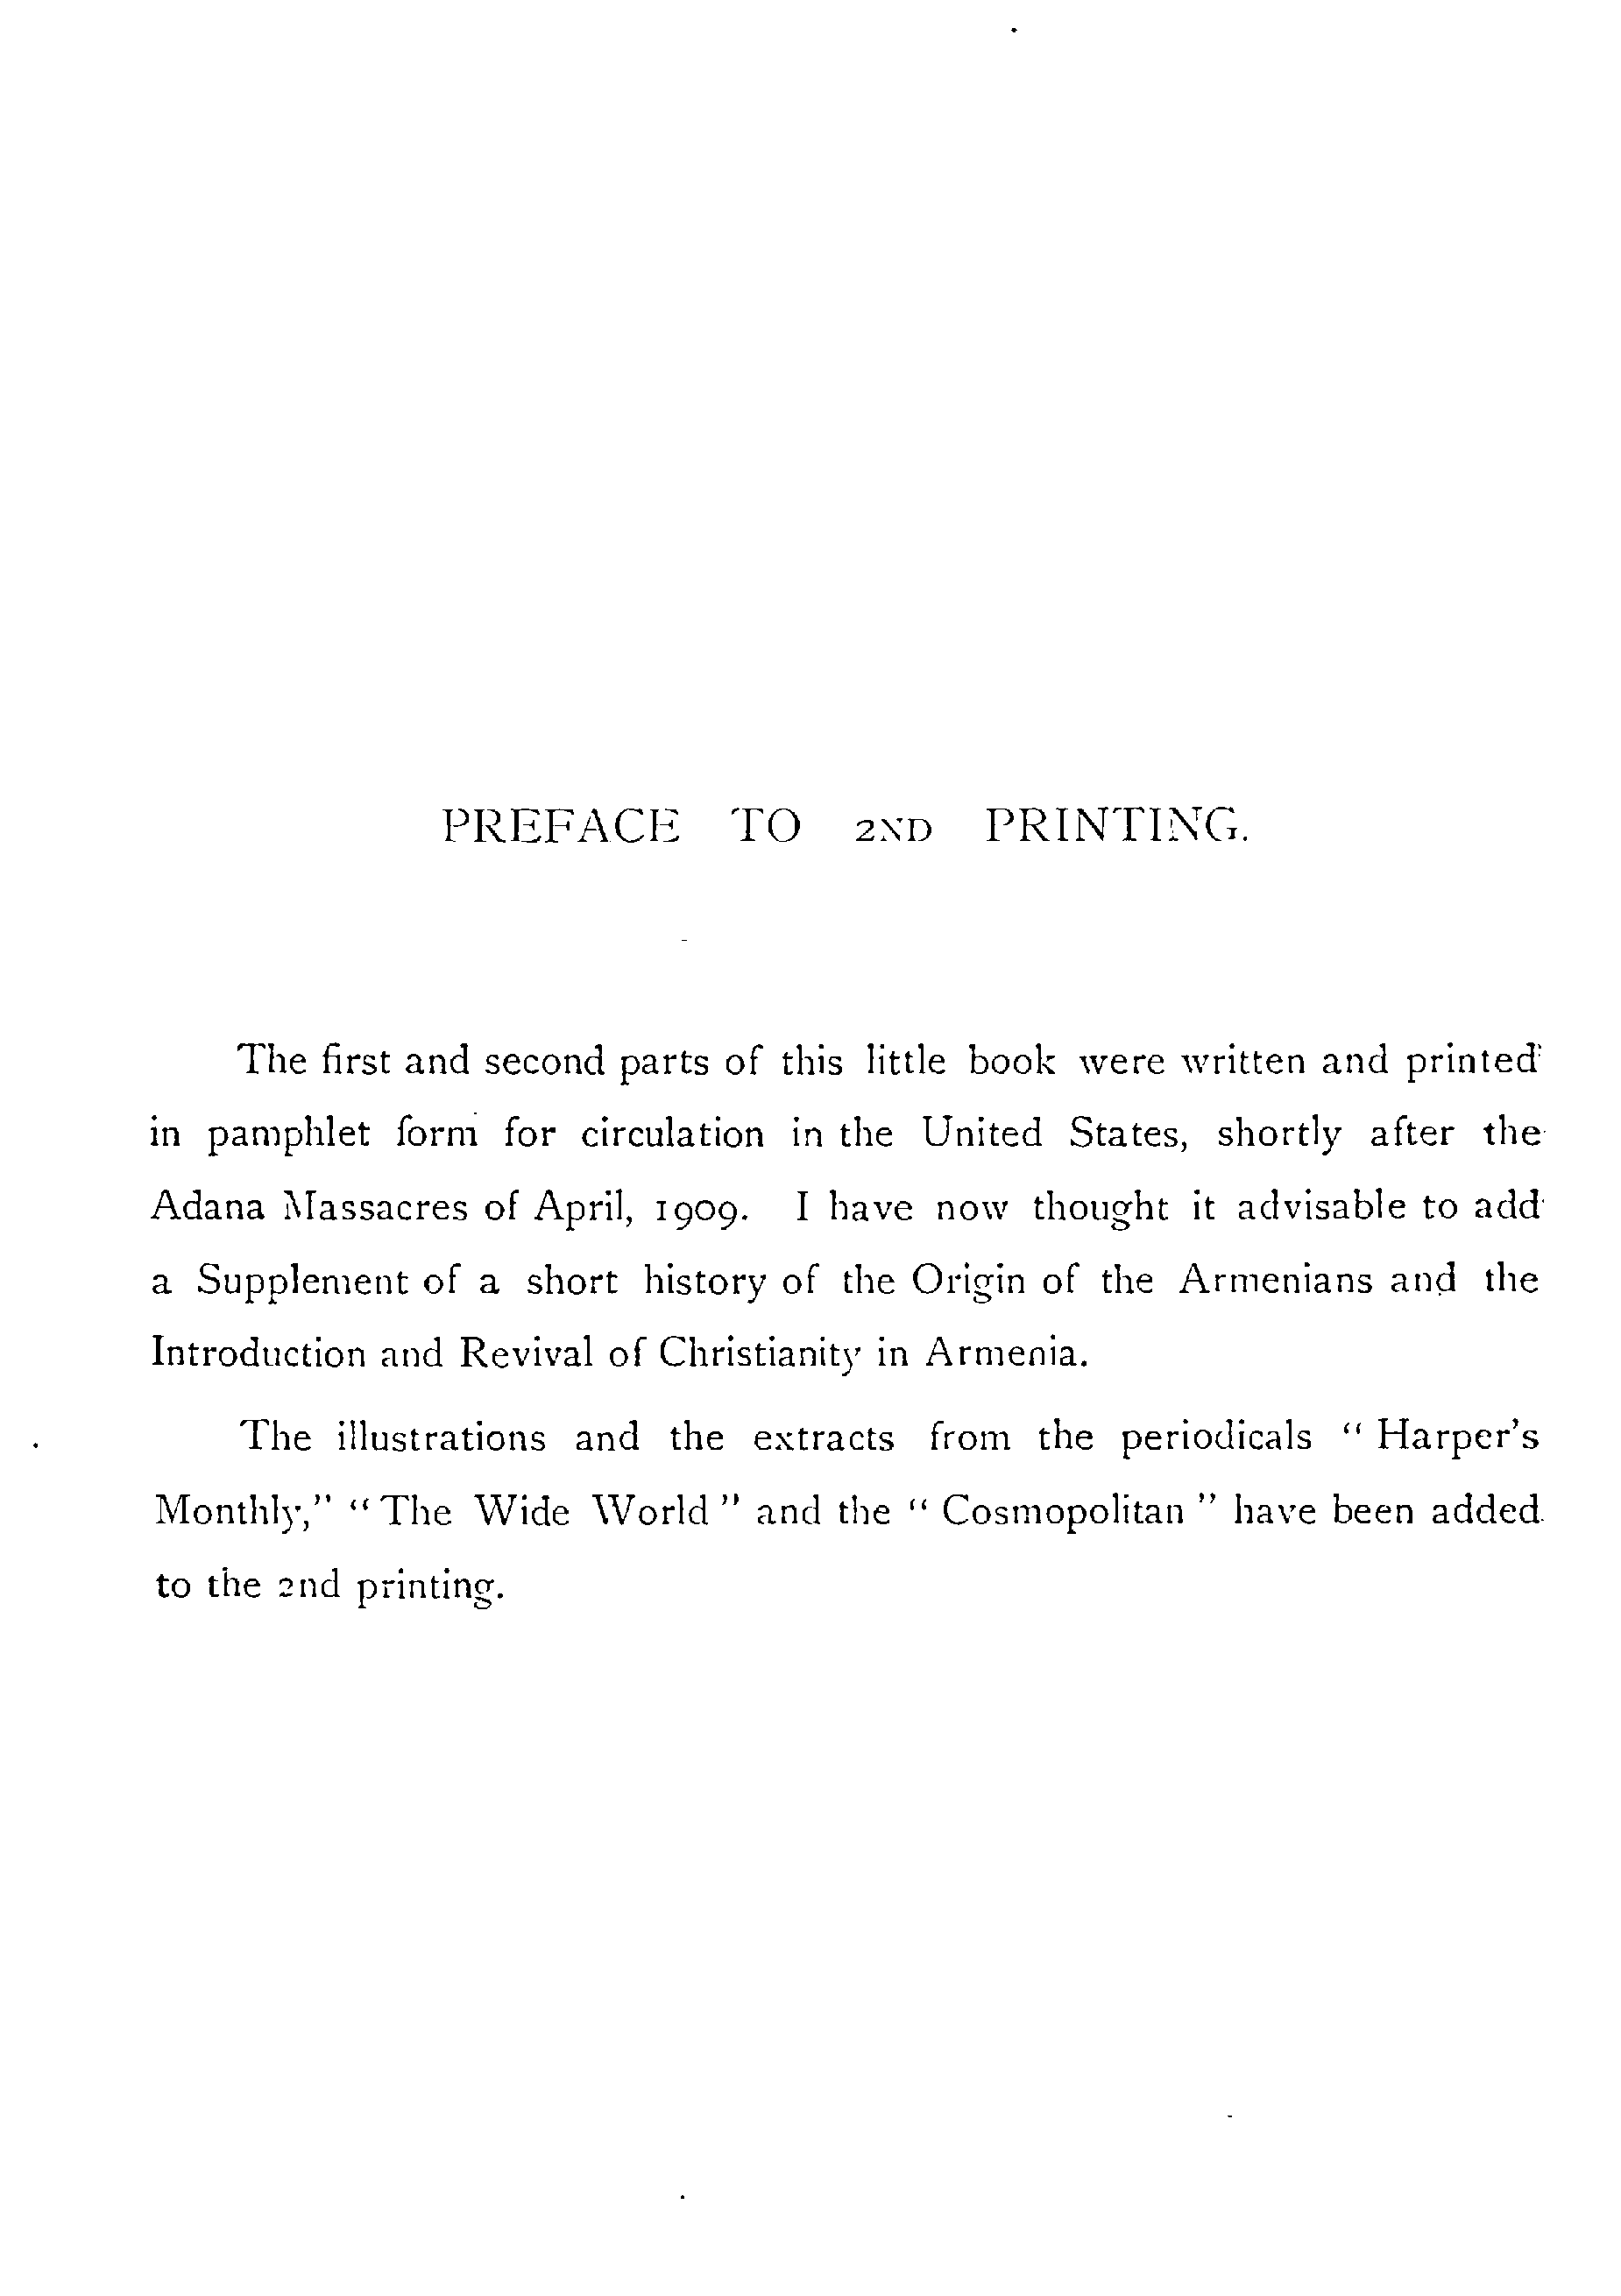 PREFACE TO 2ND PRINTING.
The first and second parts of this little book were written and printed
in pamphlet form for circulation in the United States, shortly after the
Adana Massacres of April, 1909. I have now thought it advisable to add
a Supplement of a short history of the Origin of the Armenians and the
Introduction and Revival of Christianity in Armenia.
The illustrations and the extracts from the periodicals " Harper's
Monthly," " The Wide World " and the " Cosmopolitan " have been added
to the 2nd printing.